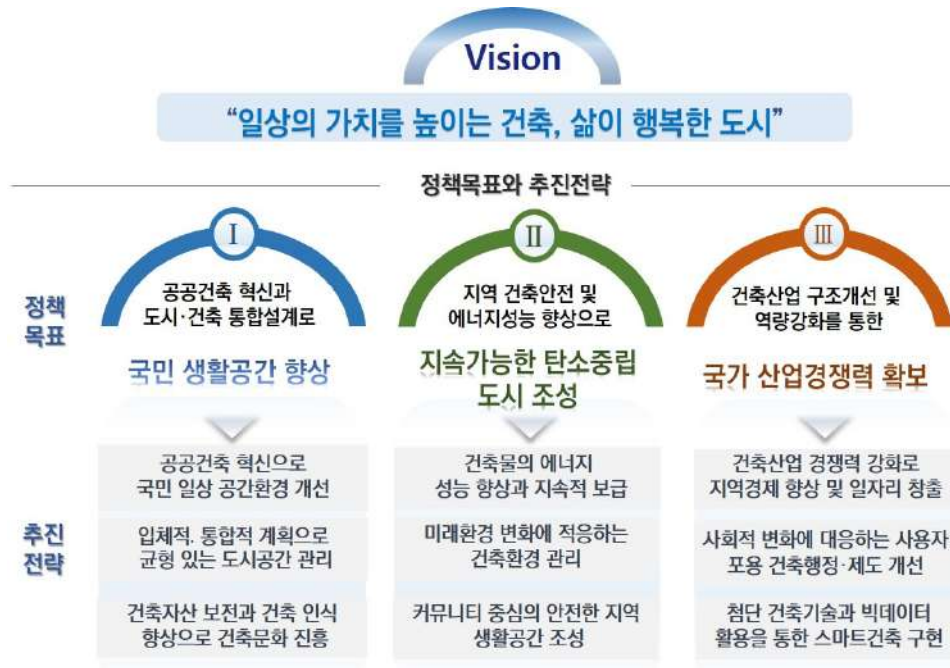 Vision
“일상의 가치를 높이는 건축, 삶이 행복한 도시”
정책목표와 추진전략
정책
목표
I
공공건축 혁신과
도시·건축 통합설계로
국민 생활공간 향상
II
지역 건축안전 및
에너지성능 향상으로
지속가능한 탄소중립
도시 조성
III
건축산업 구조개선 및
역량강화를 통한
국가 산업경쟁력 확보
추진
전략
공공건축 혁신으로
국민 일상 공간환경 개선
입체적, 통합적 계획으로
균형 있는 도시공간 관리
건축자산 보전과 건축 인식
향상으로 건축문화 진흥
건축물의 에너지
성능 향상과 지속적 보급
미래환경 변화에 적응하는
건축환경 관리
커뮤니티 중심의 안전한 지역
생활공간 조성
건축산업 경쟁력 강화로
지역경제 향상 및 일자리 창출
사회적 변화에 대응하는 사용자
포용 건축행정·제도 개선
첨단 건축기술과 빅데이터
활용을 통한 스마트건축 구현